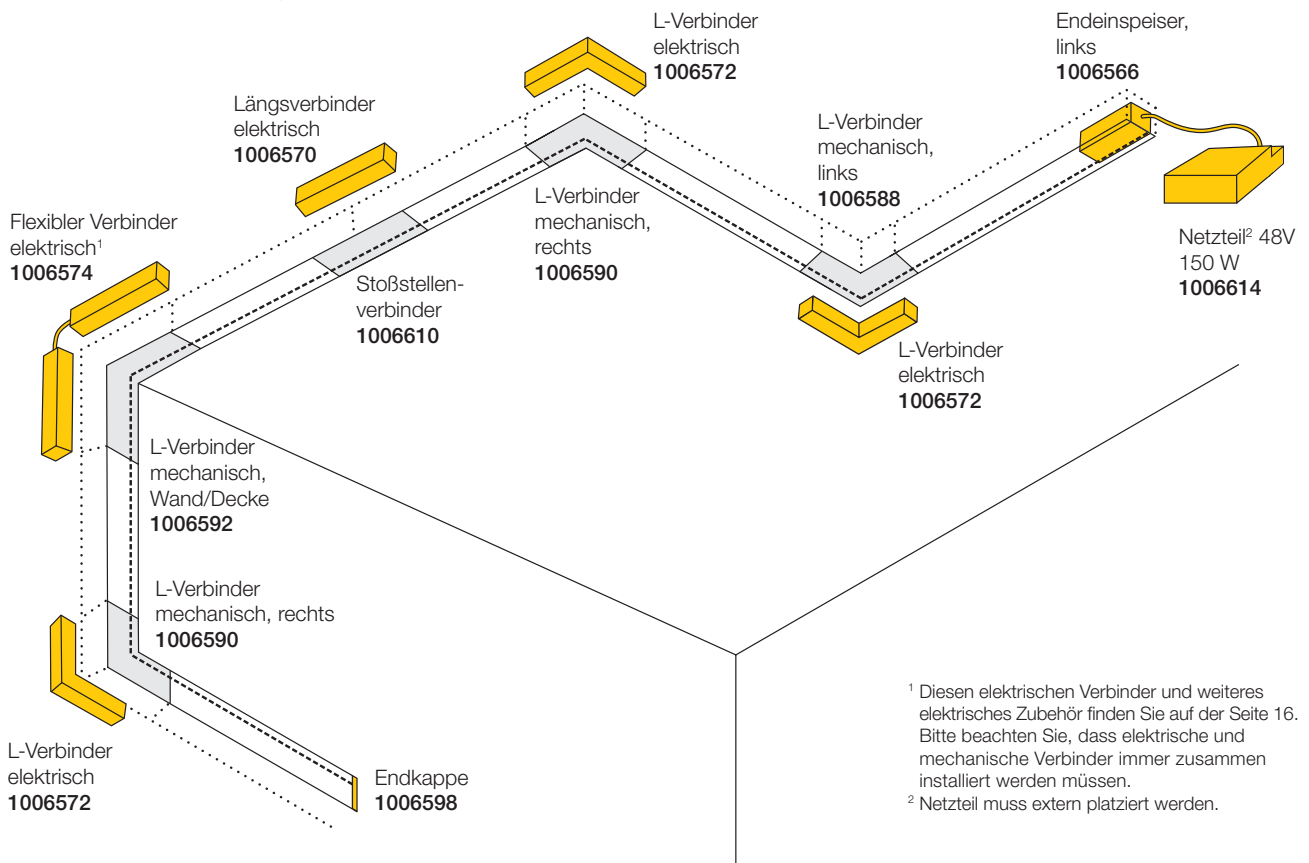 L-Verbinder
elektrisch
1006572
Endeinspeiser,
links
1006566
Längsverbinder
elektrisch
1006570
L-Verbinder
mechanisch,
links
1006588
Flexibler Verbinder
elektrisch¹
1006574
L-Verbinder
mechanisch,
rechts
1006590
Netzteil² 48V
150 W
1006614
Stoßstellen-
verbinder
1006610
L-Verbinder
elektrisch
1006572
L-Verbinder
mechanisch,
Wand/Decke
1006592
L-Verbinder
mechanisch, rechts
1006590
L-Verbinder
elektrisch
1006572
Endkappe
1006598
¹ Diesen elektrischen Verbinder und weiteres
elektrisches Zubehör finden Sie auf der Seite 16.
Bitte beachten Sie, dass elektrische und
mechanische Verbinder immer zusammen
installiert werden müssen.
² Netzteil muss extern platziert werden.